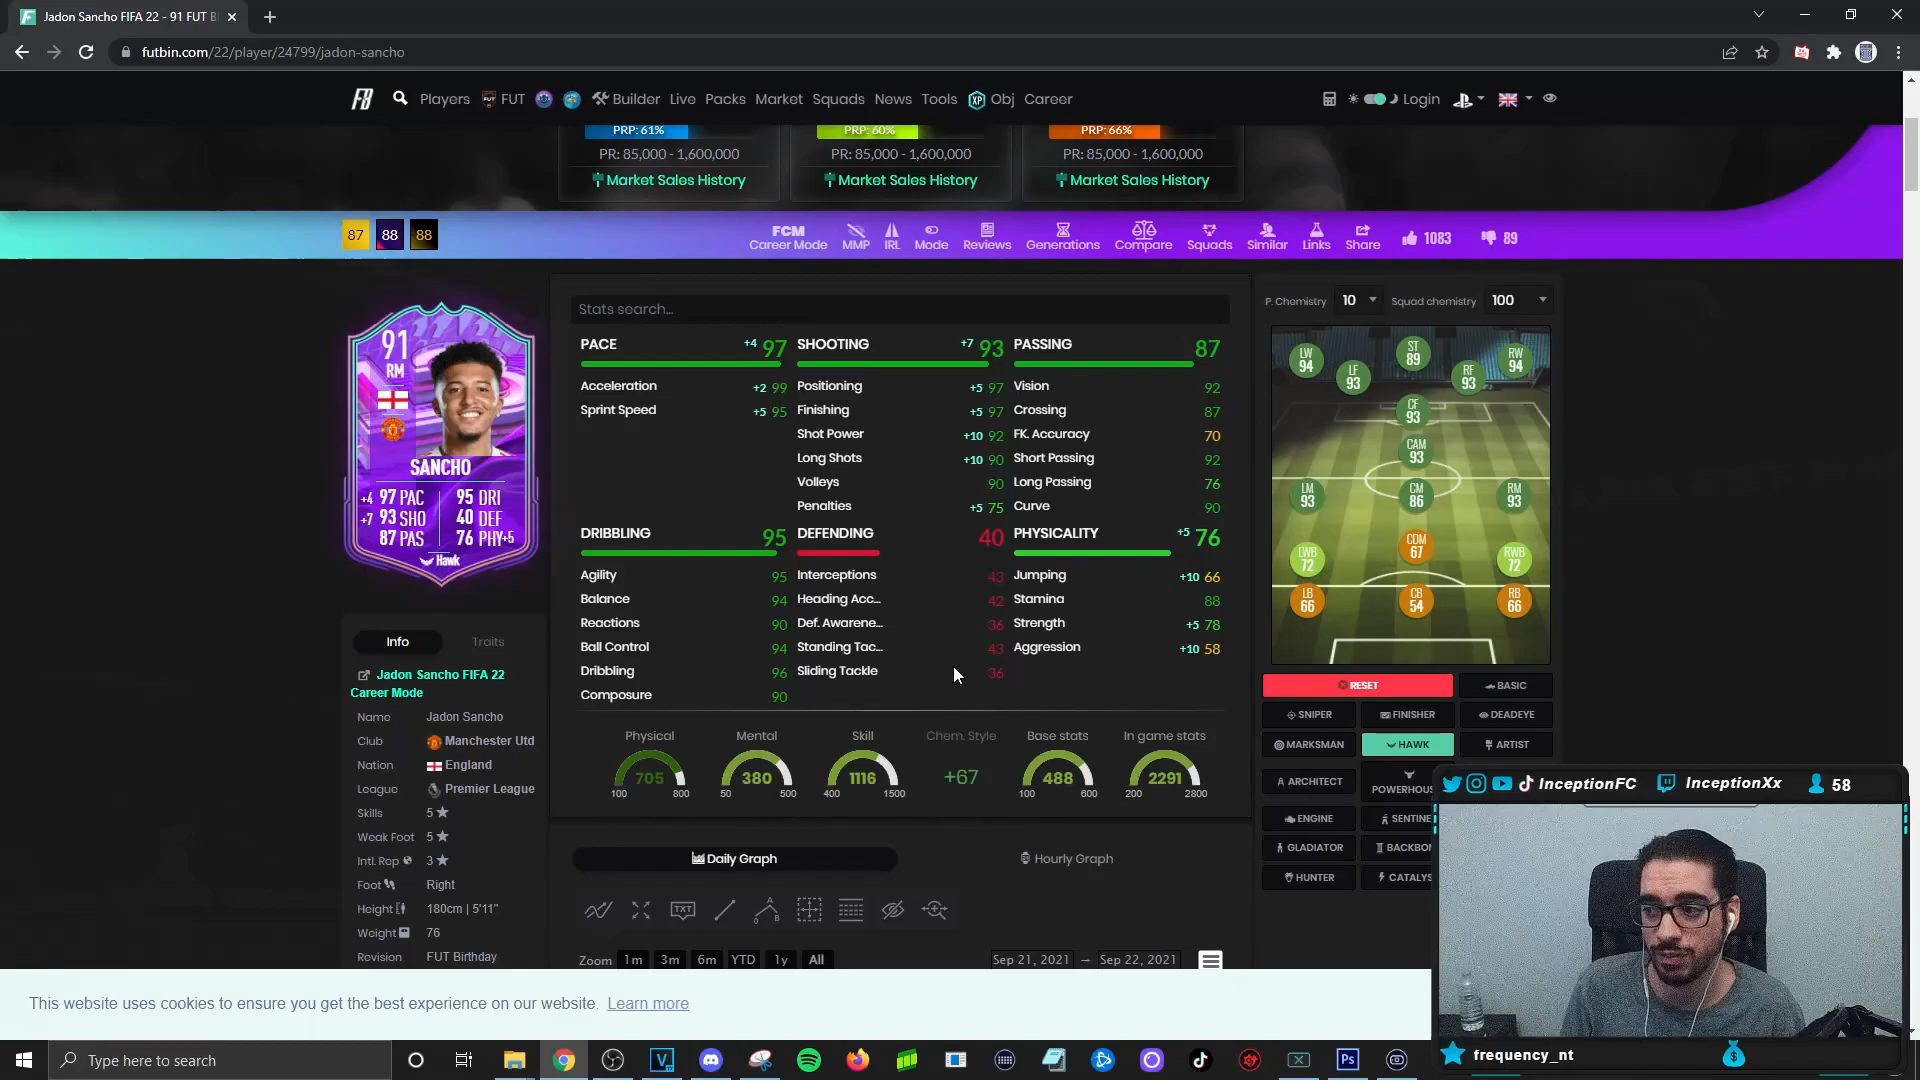 Jadon Sancho FIFA 22 - 91 FUT B
futbin.com/22/player/24799/jadon-sancho
Players FUT Builder Live Packs Market Squads News Tools XP Obj Career Login
PRP: 61% PRP: 60% PRP: 66%
PR: 85,000 - 1,600,000 PR: 85,000 - 1,600,000 PR: 85,000 - 1,600,000
Market Sales History Market Sales History Market Sales History
87 88 88
FCM Career Mode MMP IRL Mode Reviews Generations Compare Squads Similar Links Share 1083 89
91
RM
SANCHO
+4 97 PAC 95 DRI
+7 93 SHO 40 DEF
87 PAS 76 PHY+5
Hawk
Info Traits
Jadon Sancho FIFA 22
Career Mode
Name Jadon Sancho
Club Manchester Utd
Nation England
League Premier League
Skills 5
Weak Foot 5
Intl. Rep 3
Foot Right
Height 180cm | 5'11"
Weight 76
Revision FUT Birthday
Stats search...
PACE +4 97
Acceleration +2 99
Sprint Speed +5 95
SHOOTING +7 93
Positioning +5 97
Finishing +5 97
Shot Power +10 92
Long Shots +10 90
Volleys 90
Penalties +5 75
PASSING 87
Vision 92
Crossing 87
FK. Accuracy 70
Short Passing 92
Long Passing 76
Curve 90
DRIBBLING 95
Agility 95
Balance 94
Reactions 90
Ball Control 94
Dribbling 96
Composure 90
DEFENDING 40
Interceptions 43
Heading Acc... 42
Def. Awarene... 36
Standing Tac... 43
Sliding Tackle 36
PHYSICALITY +5 76
Jumping +10 66
Stamina 88
Strength +5 78
Aggression +10 58
Physical Mental Skill Chem. Style Base stats In game stats
705 380 1116 +67 488 2291
100 800 50 500 400 1500 100 600 200 2800
Daily Graph Hourly Graph
TXT
Zoom 1m 3m 6m YTD 1y All Sep 21, 2021 → Sep 22, 2021
P. Chemistry 10 Squad chemistry 100
LW 94
LF 93
ST 89
RF 93
RW 94
CF 93
CAM 93
LM 93
CM 86
RM 93
LWB 72
CDM 67
RWB 72
LB 66
CB 54
RB 66
RESET BASIC
SNIPER FINISHER DEADEYE
MARKSMAN HAWK ARTIST
ARCHITECT POWERHOUS
ENGINE SENTINE
GLADIATOR BACKBO
HUNTER CATALYS
InceptionFC InceptionXx 58
frequency_nt
This website uses cookies to ensure you get the best experience on our website. Learn more
Type here to search